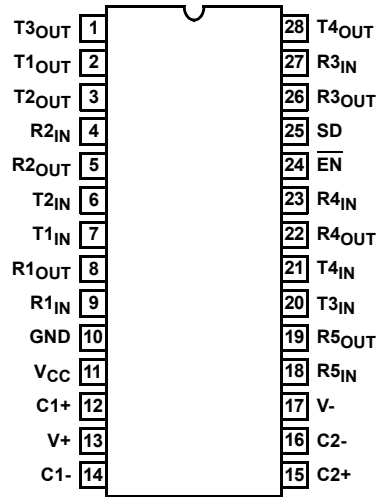 T3OUT 1 28 T4OUT
T1OUT 2 27 R3IN
T2OUT 3 26 R3OUT
R2IN 4 25 SD
R2OUT 5 24 E̅N̅
T2IN 6 23 R4IN
T1IN 7 22 R4OUT
R1OUT 8 21 T4IN
R1IN 9 20 T3IN
GND 10 19 R5OUT
VCC 11 18 R5IN
C1+ 12 17 V-
V+ 13 16 C2-
C1- 14 15 C2+